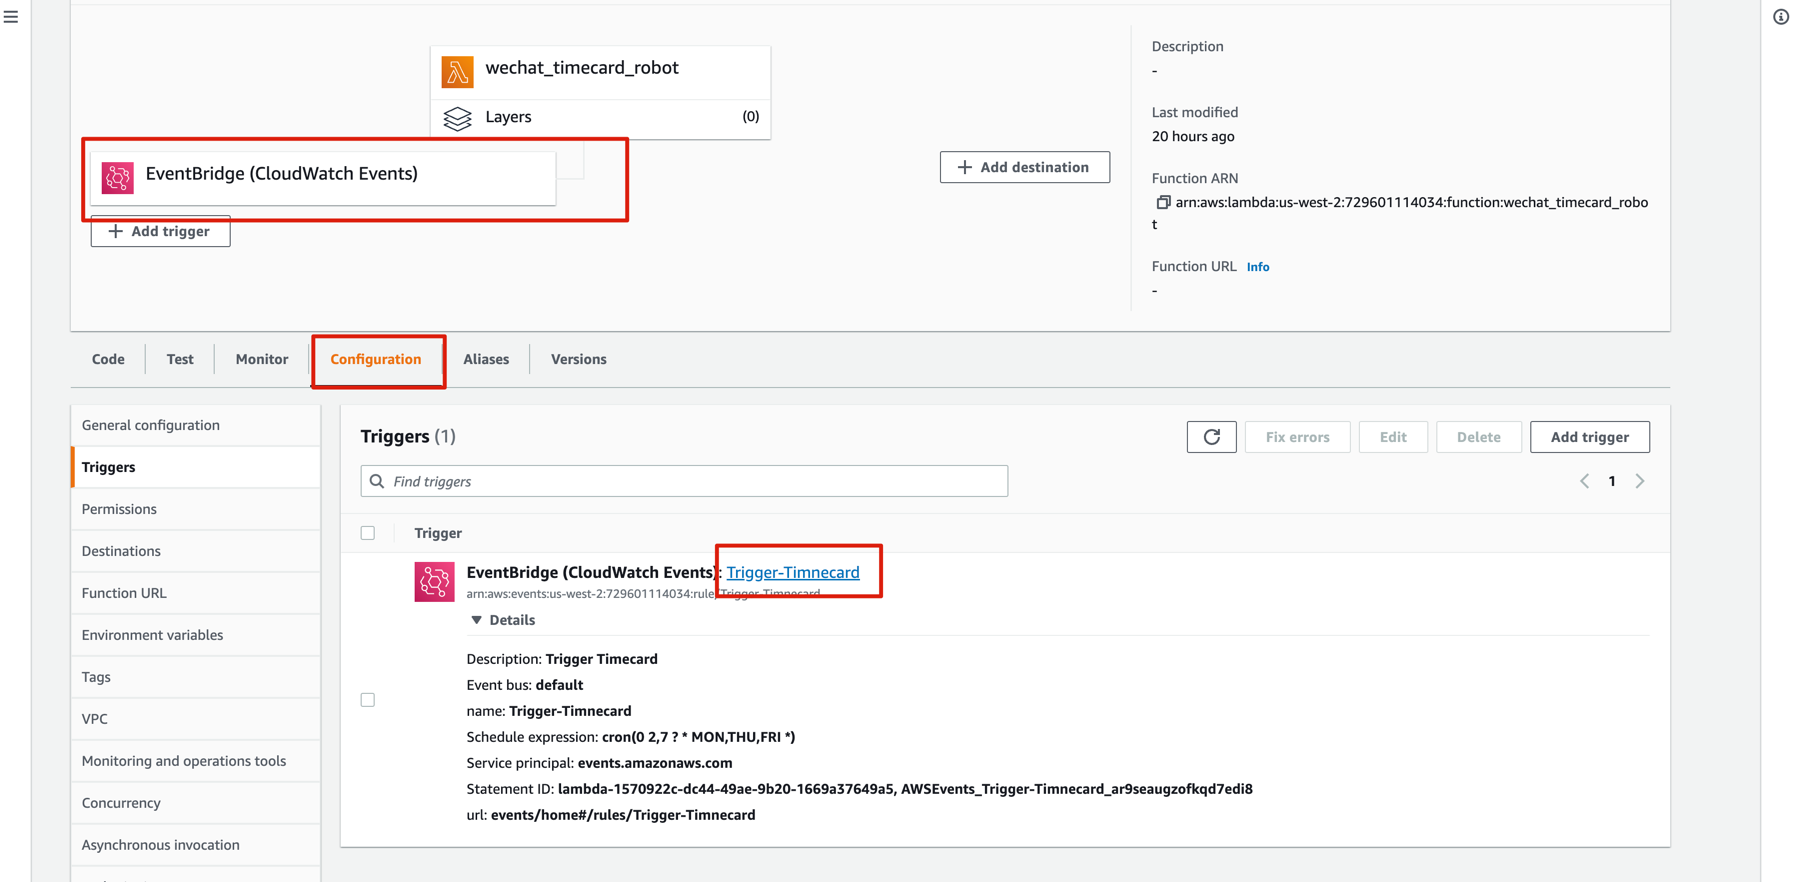 wechat_timecard_robot
Layers
(0)
EventBridge (CloudWatch Events)
+ Add trigger
+ Add destination
Description
-
Last modified
20 hours ago
Function ARN
arn:aws:lambda:us-west-2:729601114034:function:wechat_timecard_robo
t
Function URL Info
-
Code
Test
Monitor
Configuration
Aliases
Versions
General configuration
Triggers
Permissions
Destinations
Function URL
Environment variables
Tags
VPC
Monitoring and operations tools
Concurrency
Asynchronous invocation
Triggers (1)
Fix errors
Edit
Delete
Add trigger
Find triggers
1
Trigger
EventBridge (CloudWatch Events): Trigger-Timnecard
arn:aws:events:us-west-2:729601114034:rule/Trigger-Timnecard
Details
Description: Trigger Timecard
Event bus: default
name: Trigger-Timnecard
Schedule expression: cron(0 2,7 ? * MON,THU,FRI *)
Service principal: events.amazonaws.com
Statement ID: lambda-1570922c-dc44-49ae-9b20-1669a37649a5, AWSEvents_Trigger-Timnecard_ar9seaugzofkqd7edi8
url: events/home#/rules/Trigger-Timnecard